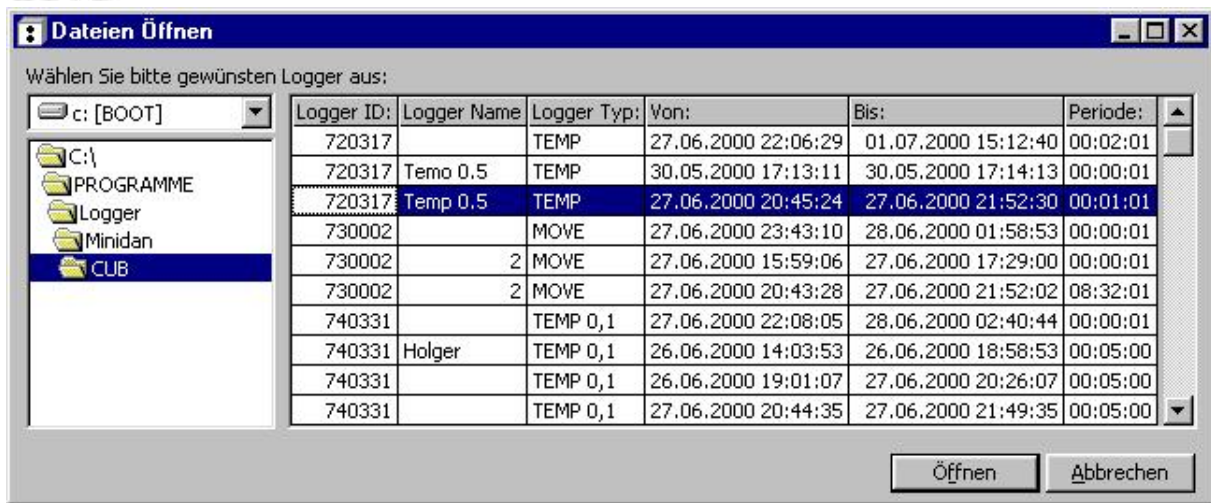 Dateien Öffnen
Wählen Sie bitte gewünsten Logger aus:
c: [BOOT]
C:\
PROGRAMME
Logger
Minidan
CUB
Logger ID: Logger Name Logger Typ: Von: Bis: Periode:
720317 TEMP 27.06.2000 22:06:29 01.07.2000 15:12:40 00:02:01
720317 Temo 0.5 TEMP 30.05.2000 17:13:11 30.05.2000 17:14:13 00:00:01
720317 Temp 0.5 TEMP 27.06.2000 20:45:24 27.06.2000 21:52:30 00:01:01
730002 MOVE 27.06.2000 23:43:10 28.06.2000 01:58:53 00:00:01
730002 2 MOVE 27.06.2000 15:59:06 27.06.2000 17:29:00 00:00:01
730002 2 MOVE 27.06.2000 20:43:28 27.06.2000 21:52:02 08:32:01
740331 TEMP 0,1 27.06.2000 22:08:05 28.06.2000 02:40:44 00:00:01
740331 Holger TEMP 0,1 26.06.2000 14:03:53 26.06.2000 18:58:53 00:05:00
740331 TEMP 0,1 26.06.2000 19:01:07 27.06.2000 20:26:07 00:05:00
740331 TEMP 0,1 27.06.2000 20:44:35 27.06.2000 21:49:35 00:05:00
Öffnen Abbrechen